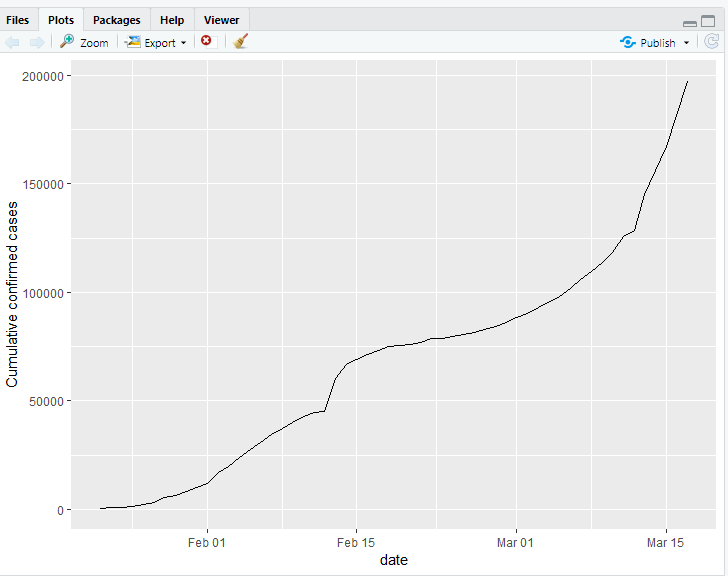 Files Plots Packages Help Viewer
Zoom Export Publish
200000
150000
100000
50000
0
Cumulative confirmed cases
Feb 01 Feb 15 Mar 01 Mar 15
date